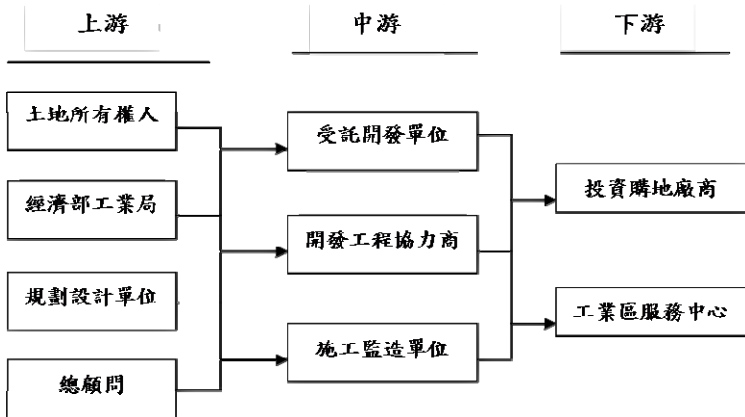 上游
中游
下游
土地所有權人
經濟部工業局
規劃設計單位
總顧問
受託開發單位
開發工程協力商
施工監造單位
投資購地廠商
工業區服務中心